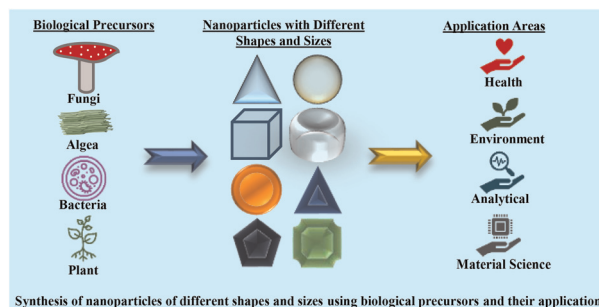 Biological Precursors
Fungi
Algea
Bacteria
Plant
Nanoparticles with Different
Shapes and Sizes
Application Areas
Health
Environment
Analytical
Material Science
Synthesis of nanoparticles of different shapes and sizes using biological precursors and their application